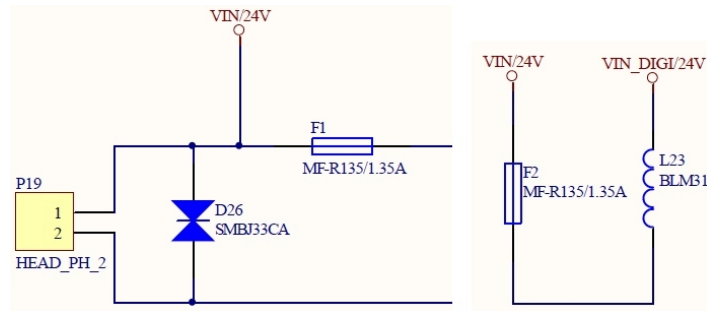 VIN/24V
F1
MF-R135/1.35A
P19
1
2
HEAD_PH_2
D26
SMBJ33CA
VIN/24V
VIN_DIGI/24V
F2
MF-R135/1.35A
L23
BLM31